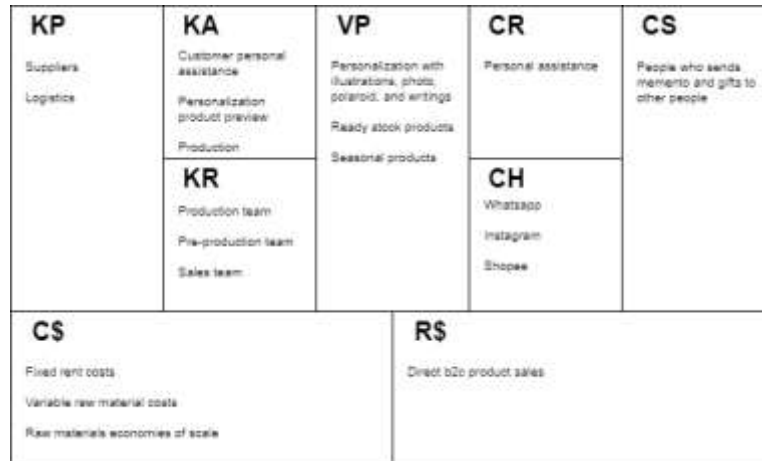 KP
Suppliers
Logistics
KA
Customer personal
assistance
Personalization
product preview
Production
KR
Production team
Pre-production team
Sales team
VP
Personalization with
illustrations, photo,
polaroid, and writings
Ready stock products
Seasonal products
CR
Personal assistance
CH
Whatsapp
Instagram
Shopee
CS
People who sends
memento and gifts to
other people
C$
Fixed rent costs
Variable raw material costs
Raw materials economies of scale
R$
Direct b2c product sales